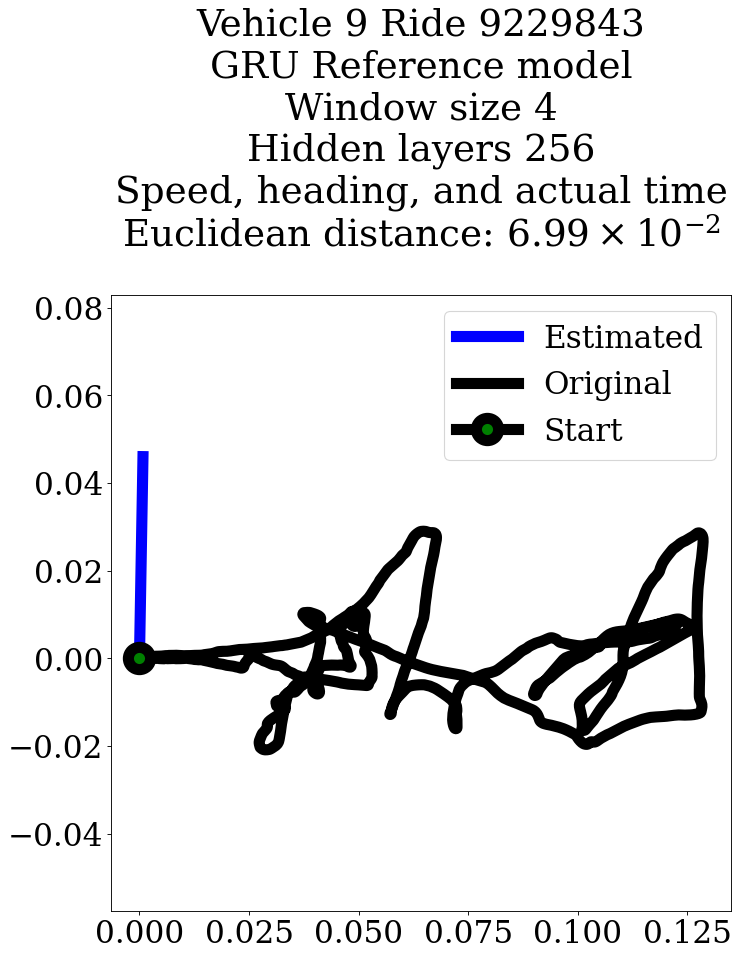 Vehicle 9 Ride 9229843
GRU Reference model
Window size 4
Hidden layers 256
Speed, heading, and actual time
Euclidean distance: 6.99 × 10⁻²
Estimated
Original
Start
0.08
0.06
0.04
0.02
0.00
−0.02
−0.04
0.000 0.025 0.050 0.075 0.100 0.125